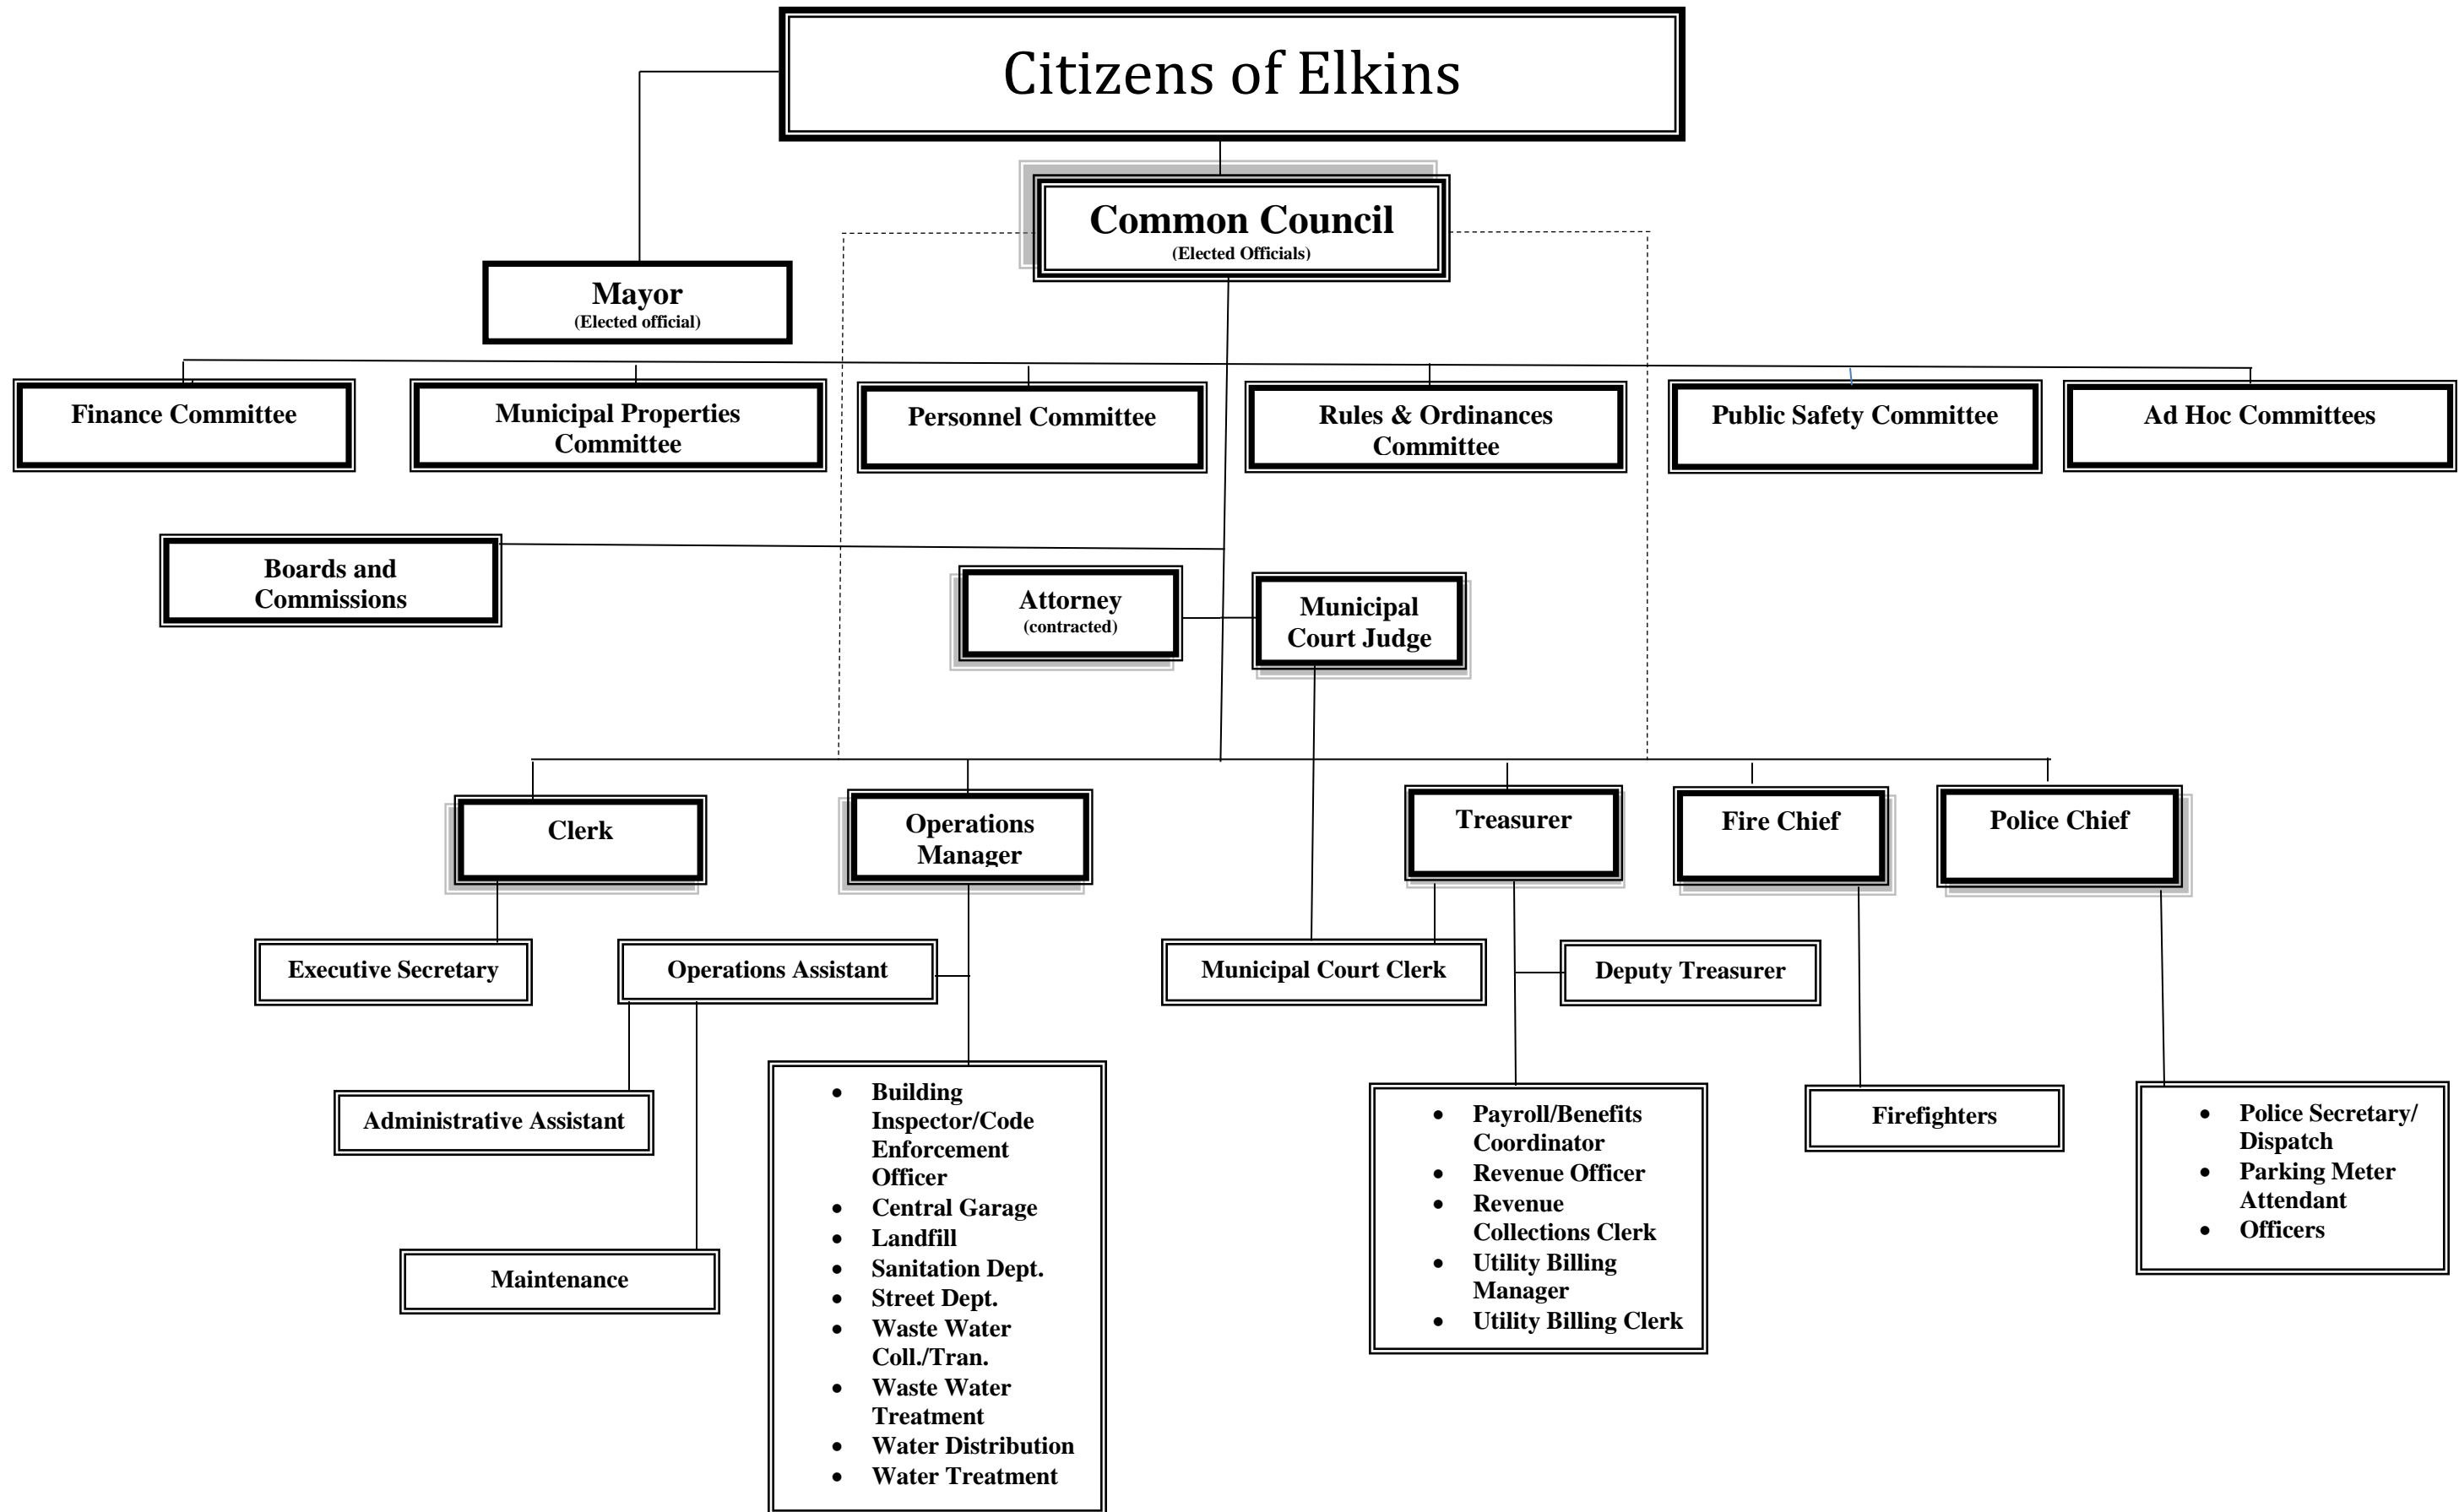 Citizens of Elkins
Common Council
(Elected Officials)
Mayor
(Elected official)
Finance Committee
Municipal Properties
Committee
Personnel Committee
Rules & Ordinances
Committee
Public Safety Committee
Ad Hoc Committees
Boards and
Commissions
Attorney
(contracted)
Municipal
Court Judge
Clerk
Operations
Manager
Treasurer
Fire Chief
Police Chief
Executive Secretary
Operations Assistant
Municipal Court Clerk
Deputy Treasurer
Administrative Assistant
Maintenance
• Building
Inspector/Code
Enforcement
Officer
• Central Garage
• Landfill
• Sanitation Dept.
• Street Dept.
• Waste Water
Coll./Tran.
• Waste Water
Treatment
• Water Distribution
• Water Treatment
• Payroll/Benefits
Coordinator
• Revenue Officer
• Revenue
Collections Clerk
• Utility Billing
Manager
• Utility Billing Clerk
Firefighters
• Police Secretary/
Dispatch
• Parking Meter
Attendant
• Officers